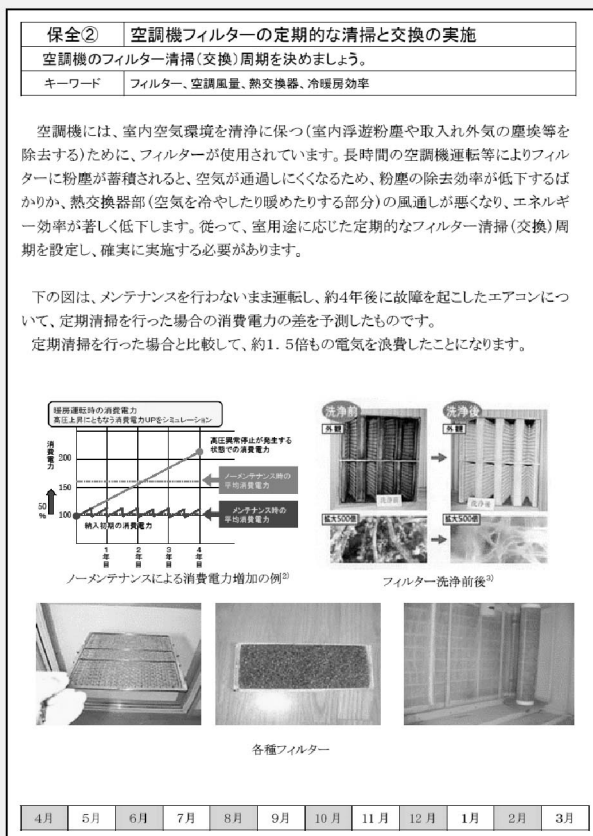 保全② 空調機フィルターの定期的な清掃と交換の実施
空調機のフィルター清掃(交換)周期を決めましょう。
キーワード フィルター、空調風量、熱交換器、冷暖房効率
空調機には、室内空気環境を清浄に保つ(室内浮遊粉塵や取入れ外気の塵埃等を
除去する)ために、フィルターが使用されています。長時間の空調機運転等によりフィル
ターに粉塵が蓄積されると、空気が通過しにくくなるため、粉塵の除去効率が低下するば
かりか、熱交換器部(空気を冷やしたり暖めたりする部分)の風通しが悪くなり、エネルギ
ー効率が著しく低下します。従って、室用途に応じた定期的なフィルター清掃(交換)周
期を設定し、確実に実施する必要があります。
下の図は、メンテナンスを行わないまま運転し、約4年後に故障を起こしたエアコンにつ
いて、定期清掃を行った場合の消費電力の差を予測したものです。
定期清掃を行った場合と比較して、約1.5倍もの電気を浪費したことになります。
暖房運転時の消費電力
高圧上昇にともなう消費電力UPをシミュレーション
消費電力
200
150
100
50%
高圧異常停止が発生する
状態での消費電力
ノーメンテナンス時の
平均消費電力
メンテナンス時の
平均消費電力
納入初期の消費電力
1年目 2年目 3年目 4年目
ノーメンテナンスによる消費電力増加の例2)
洗浄前 洗浄後
外観 外観
洗浄前 洗浄後
拡大500倍 拡大500倍
フィルター洗浄前後3)
各種フィルター
4月 5月 6月 7月 8月 9月 10月 11月 12月 1月 2月 3月